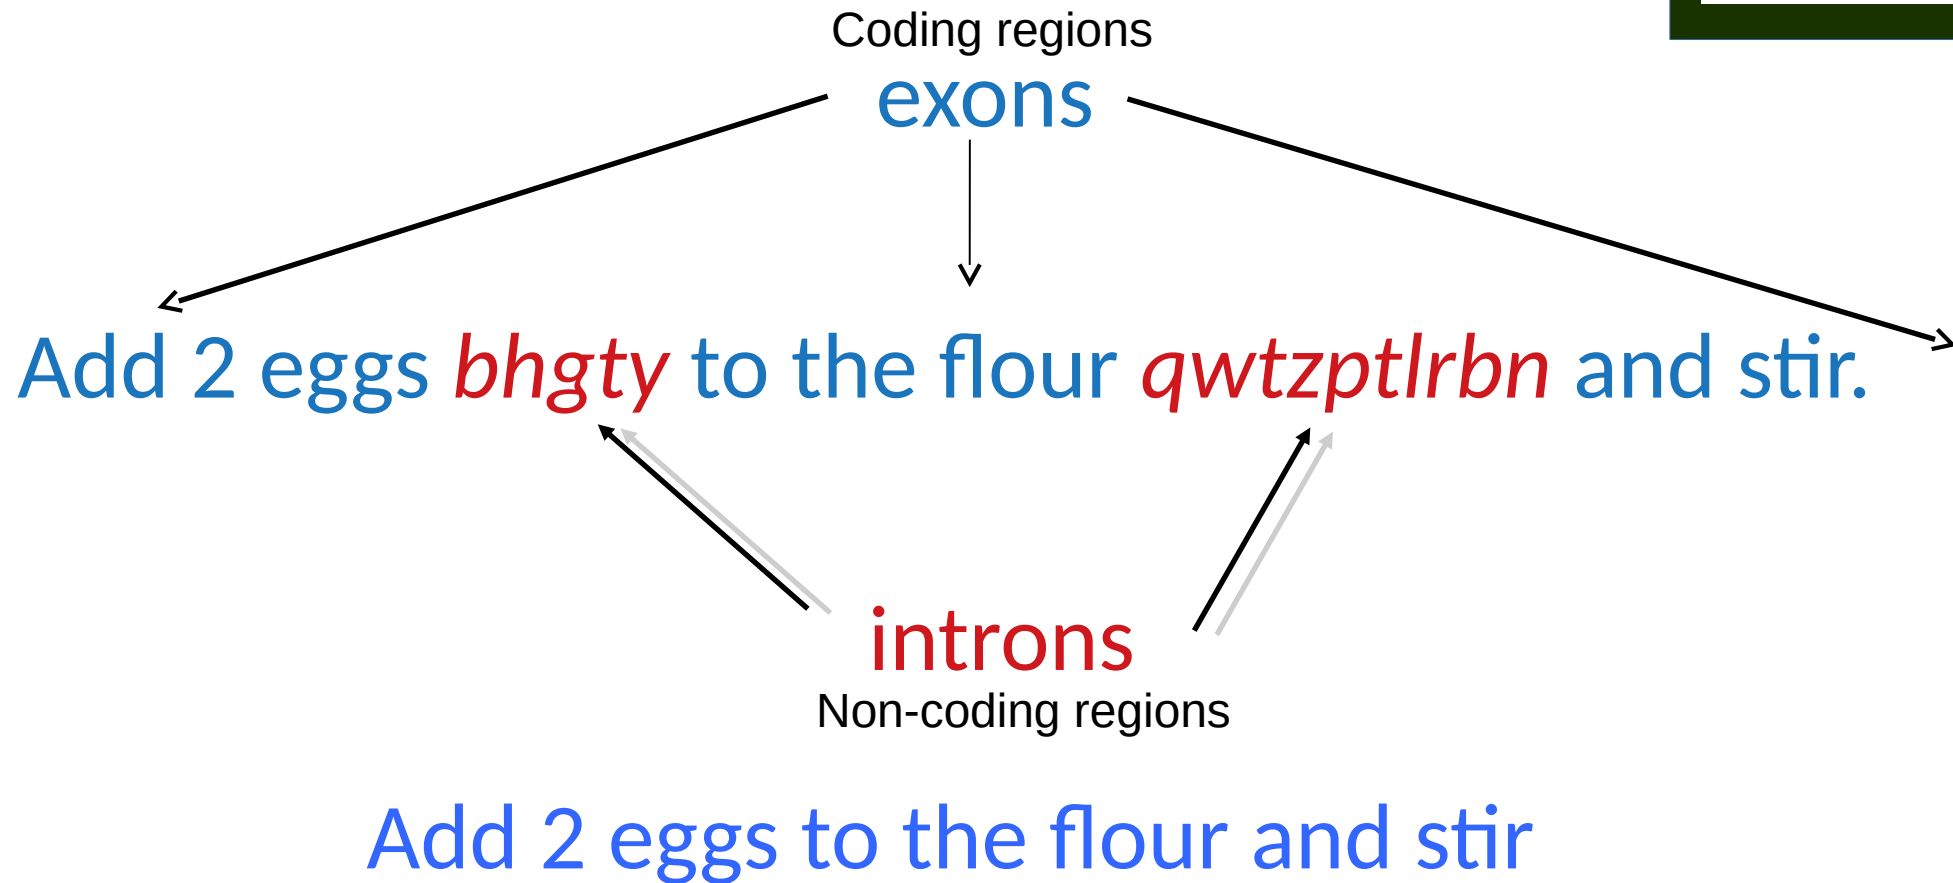 Coding regions
exons
Add 2 eggs bhgty to the flour qwtzptlrbn and stir.
introns
Non-coding regions
Add 2 eggs to the flour and stir